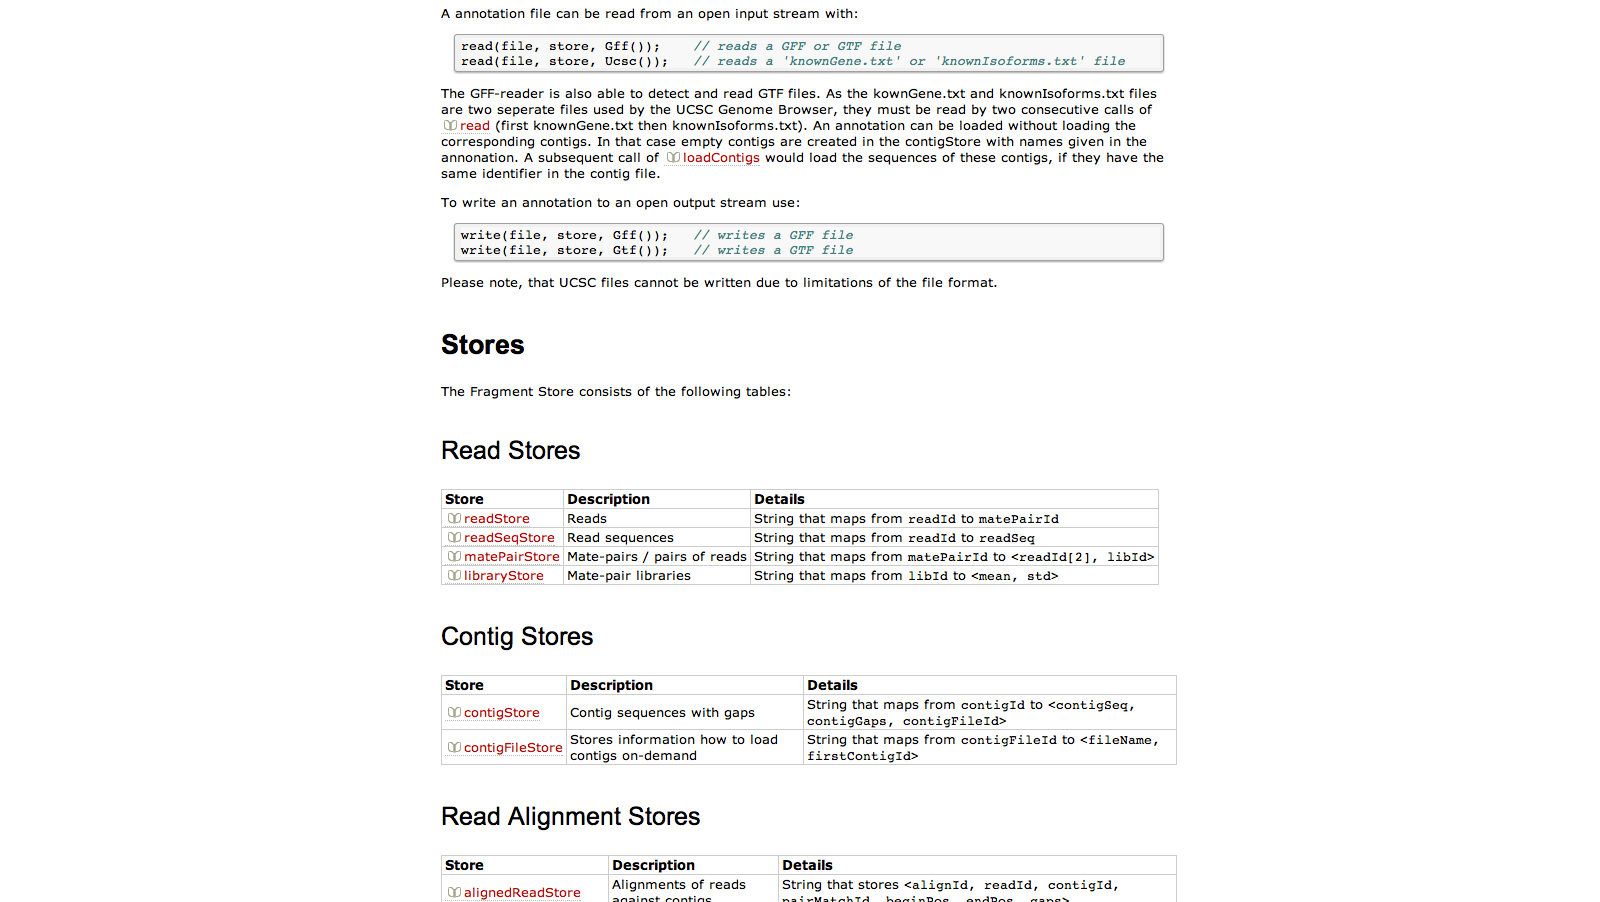 A annotation file can be read from an open input stream with:
read(file, store, Gff());   // reads a GFF or GTF file
read(file, store, Ucsc());   // reads a 'knownGene.txt' or 'knownIsoforms.txt' file
The GFF-reader is also able to detect and read GTF files. As the kownGene.txt and knownIsoforms.txt files
are two seperate files used by the UCSC Genome Browser, they must be read by two consecutive calls of
read (first knownGene.txt then knownIsoforms.txt). An annotation can be loaded without loading the
corresponding contigs. In that case empty contigs are created in the contigStore with names given in the
annonation. A subsequent call of loadContigs would load the sequences of these contigs, if they have the
same identifier in the contig file.
To write an annotation to an open output stream use:
write(file, store, Gff());   // writes a GFF file
write(file, store, Gtf());   // writes a GTF file
Please note, that UCSC files cannot be written due to limitations of the file format.
Stores
The Fragment Store consists of the following tables:
Read Stores
Store Description Details
readStore Reads String that maps from readId to matePairId
readSeqStore Read sequences String that maps from readId to readSeq
matePairStore Mate-pairs / pairs of reads String that maps from matePairId to <readId[2], libId>
libraryStore Mate-pair libraries String that maps from libId to <mean, std>
Contig Stores
Store Description Details
contigStore Contig sequences with gaps String that maps from contigId to <contigSeq,
contigGaps, contigFileId>
contigFileStore Stores information how to load String that maps from contigFileId to <fileName,
contigs on-demand firstContigId>
Read Alignment Stores
Store Description Details
alignedReadStore Alignments of reads String that stores <alignId, readId, contigId,
against contigs pairMatchId, beginPos, endPos, gaps>